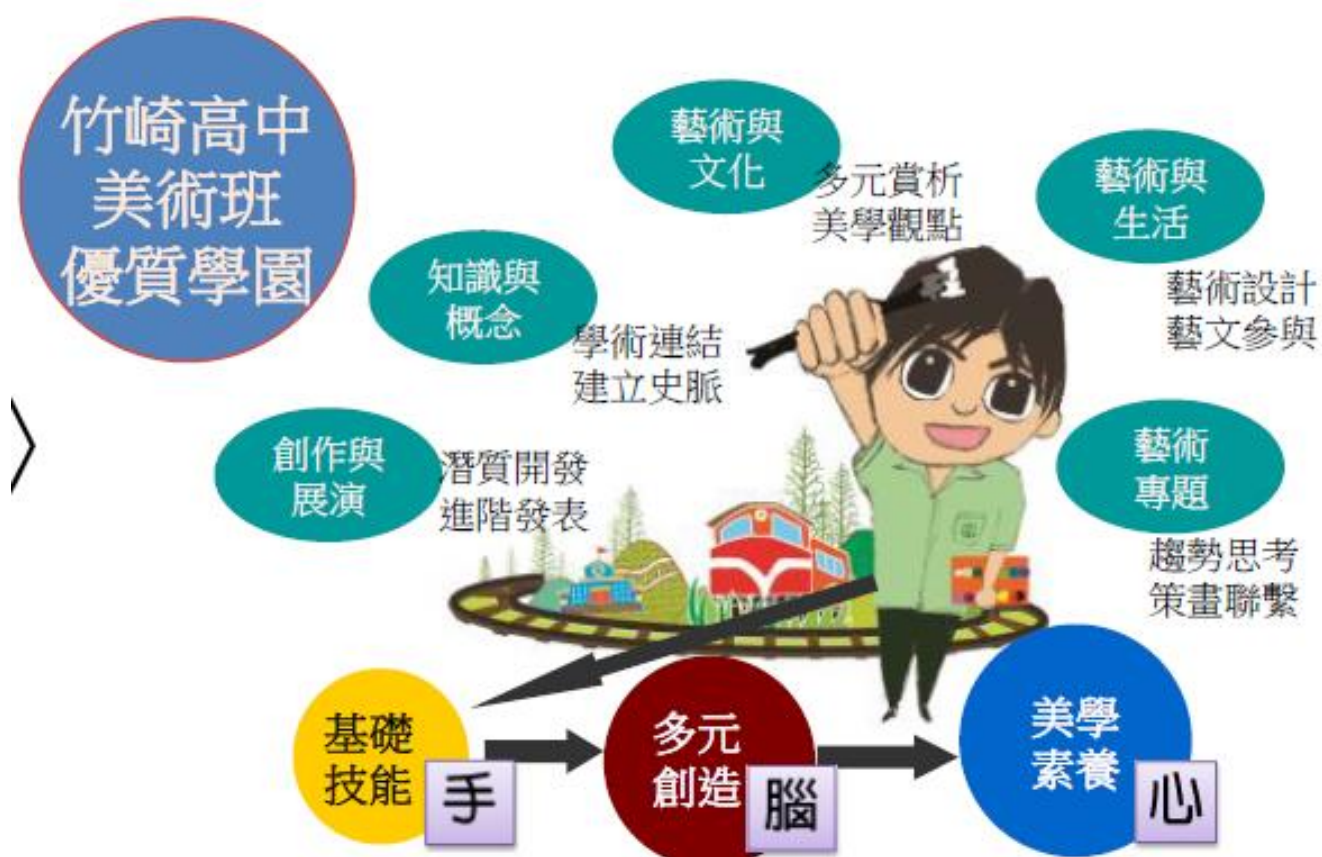 竹崎高中
美術班
優質學園
藝術與
文化
多元賞析
美學觀點
藝術與
生活
藝術設計
藝文參與
知識與
概念
學術連結
建立史脈
創作與
展演
潛質開發
進階發表
藝術
專題
趨勢思考
策畫聯繫
基礎
技能
手
多元
創造
腦
美學
素養
心